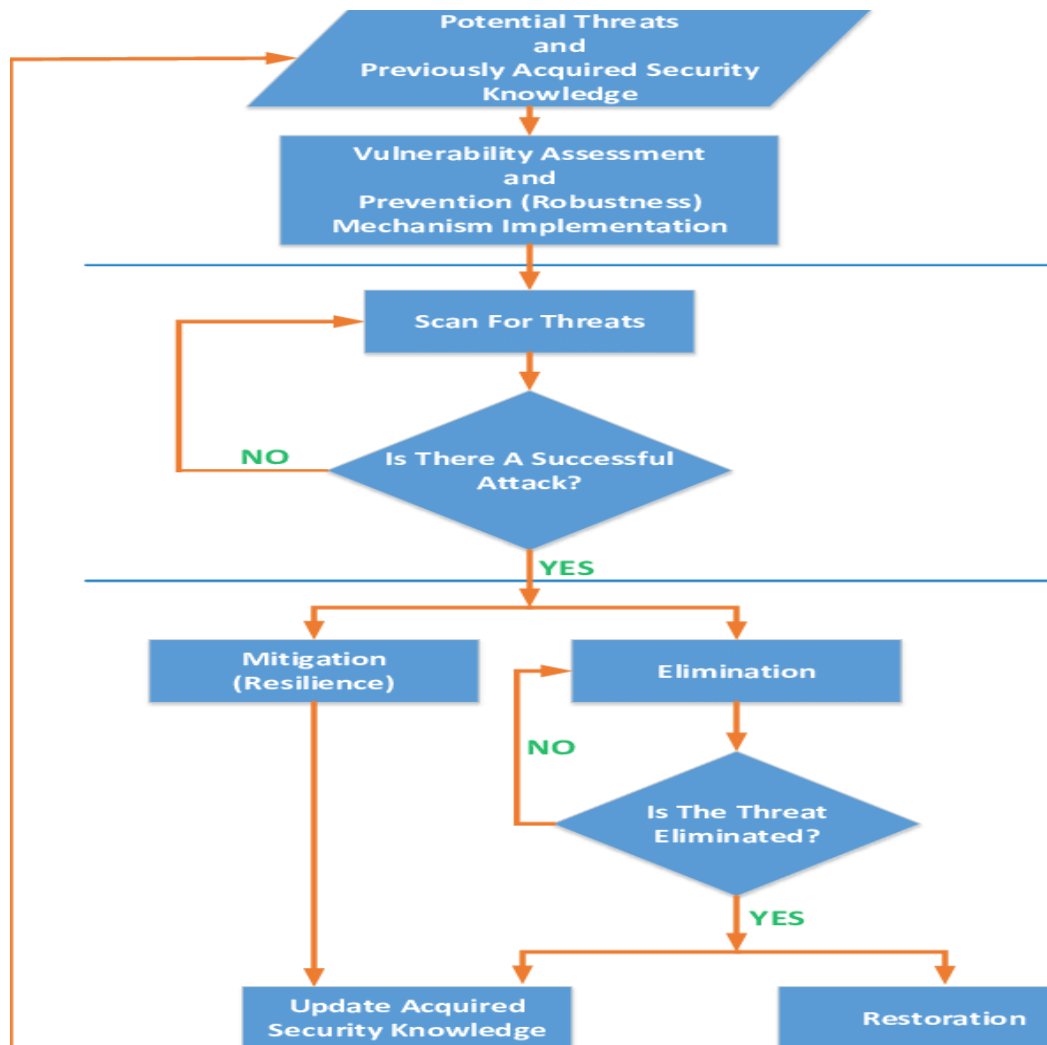 Potential Threats
and
Previously Acquired Security
Knowledge
Vulnerability Assessment
and
Prevention (Robustness)
Mechanism Implementation
Scan For Threats
NO
Is There A Successful
Attack?
YES
Mitigation
(Resilience)
Elimination
NO
Is The Threat
Eliminated?
YES
Update Acquired
Security Knowledge
Restoration